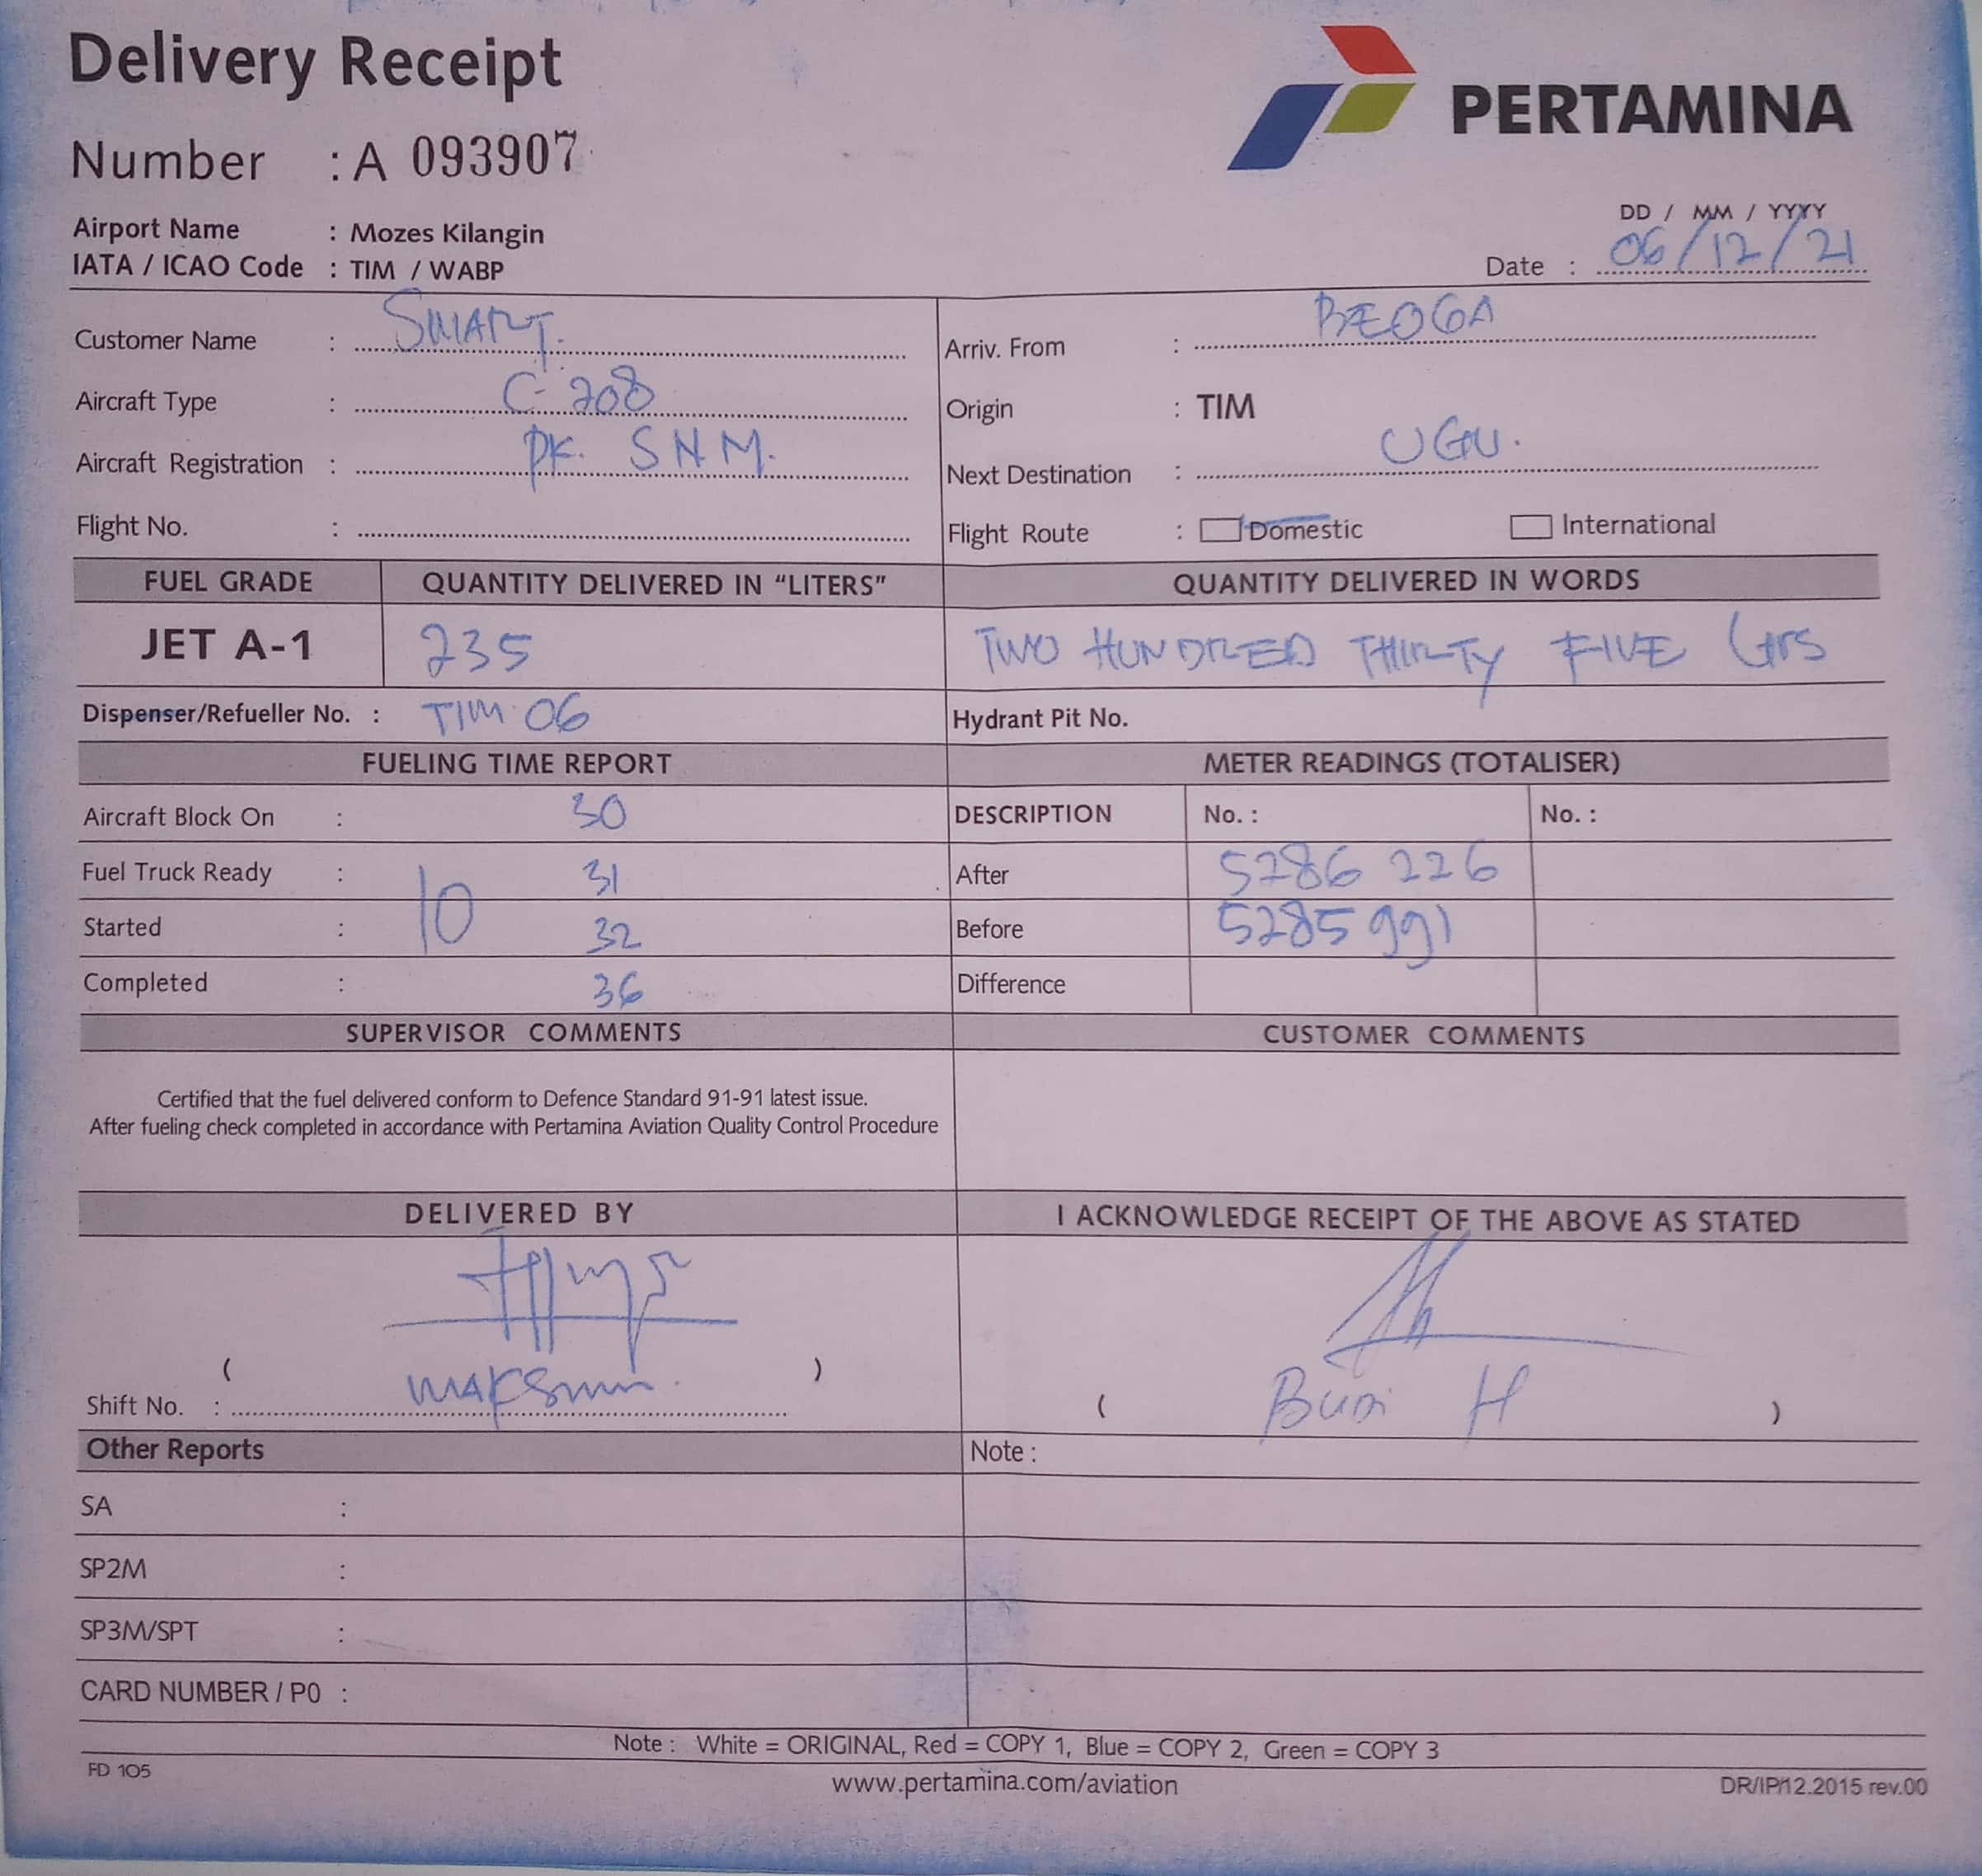 Delivery Receipt
PERTAMINA
Number : A 093907
DD / MM / YYYY
Airport Name : Mozes Kilangin
IATA / ICAO Code : TIM / WABP
Date : 06/12/21
Customer Name : SMART.
Arriv. From : BEOGA
Aircraft Type : C-208
Origin : TIM
Aircraft Registration : PK. SNM.
Next Destination : UGU.
Flight No. :
Flight Route : Domestic International
FUEL GRADE QUANTITY DELIVERED IN “LITERS” QUANTITY DELIVERED IN WORDS
JET A-1 235 TWO HUNDRED THIRTY FIVE Ltrs
Dispenser/Refueller No. : TIM 06 Hydrant Pit No.
FUELING TIME REPORT METER READINGS (TOTALISER)
Aircraft Block On : 30 DESCRIPTION No. : No. :
Fuel Truck Ready : 31 After 5286 226
Started : 10 32 Before 5285 991
Completed : 36 Difference
SUPERVISOR COMMENTS CUSTOMER COMMENTS
Certified that the fuel delivered conform to Defence Standard 91-91 latest issue.
After fueling check completed in accordance with Pertamina Aviation Quality Control Procedure
DELIVERED BY I ACKNOWLEDGE RECEIPT OF THE ABOVE AS STATED
( )
Shift No. : ( Budi H )
Other Reports Note :
SA :
SP2M :
SP3M/SPT :
CARD NUMBER / P0 :
Note : White = ORIGINAL, Red = COPY 1, Blue = COPY 2, Green = COPY 3
FD 105 www.pertamina.com/aviation DR/IP/12.2015 rev.00